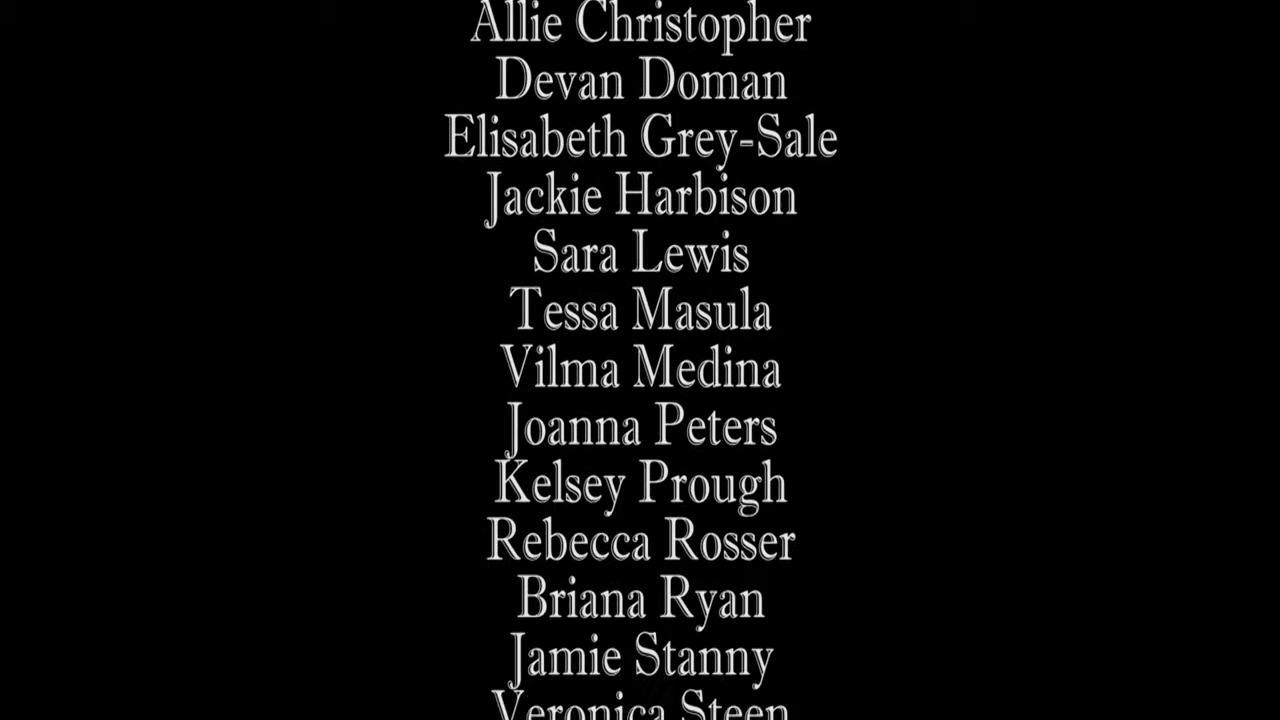 Allie Christopher
Devan Doman
Elisabeth Grey-Sale
Jackie Harbison
Sara Lewis
Tessa Masula
Vilma Medina
Joanna Peters
Kelsey Prough
Rebecca Rosser
Briana Ryan
Jamie Stanny
Veronica Steen